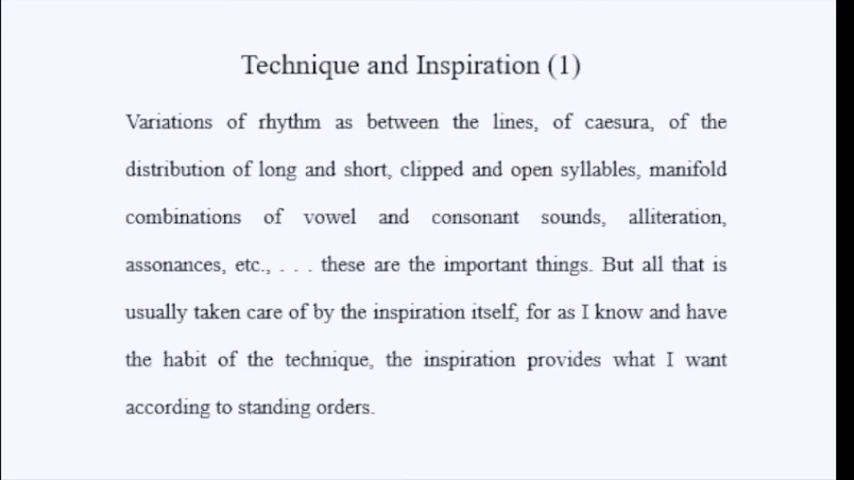 Technique and Inspiration (1)
Variations of rhythm as between the lines, of caesura, of the
distribution of long and short, clipped and open syllables, manifold
combinations of vowel and consonant sounds, alliteration,
assonances, etc., . . . these are the important things. But all that is
usually taken care of by the inspiration itself, for as I know and have
the habit of the technique, the inspiration provides what I want
according to standing orders.